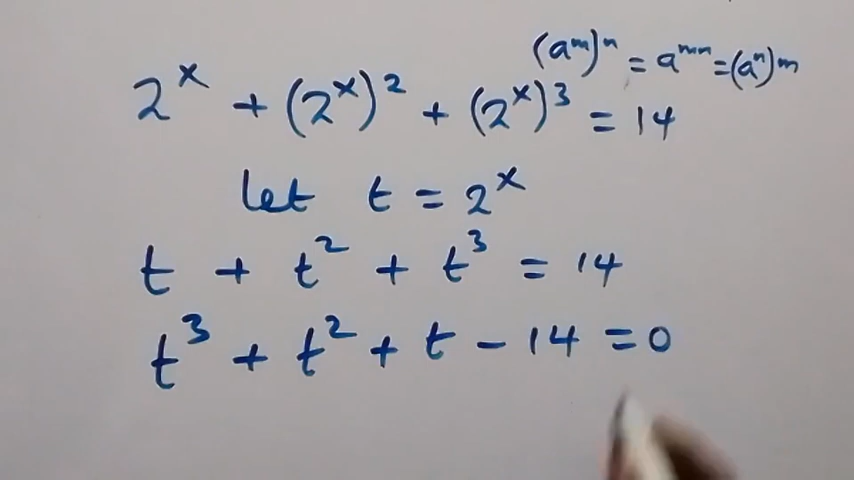 (a^m)^n = a^mn = (a^n)^m
2^x + (2^x)^2 + (2^x)^3 = 14
let t = 2^x
t + t^2 + t^3 = 14
t^3 + t^2 + t - 14 = 0